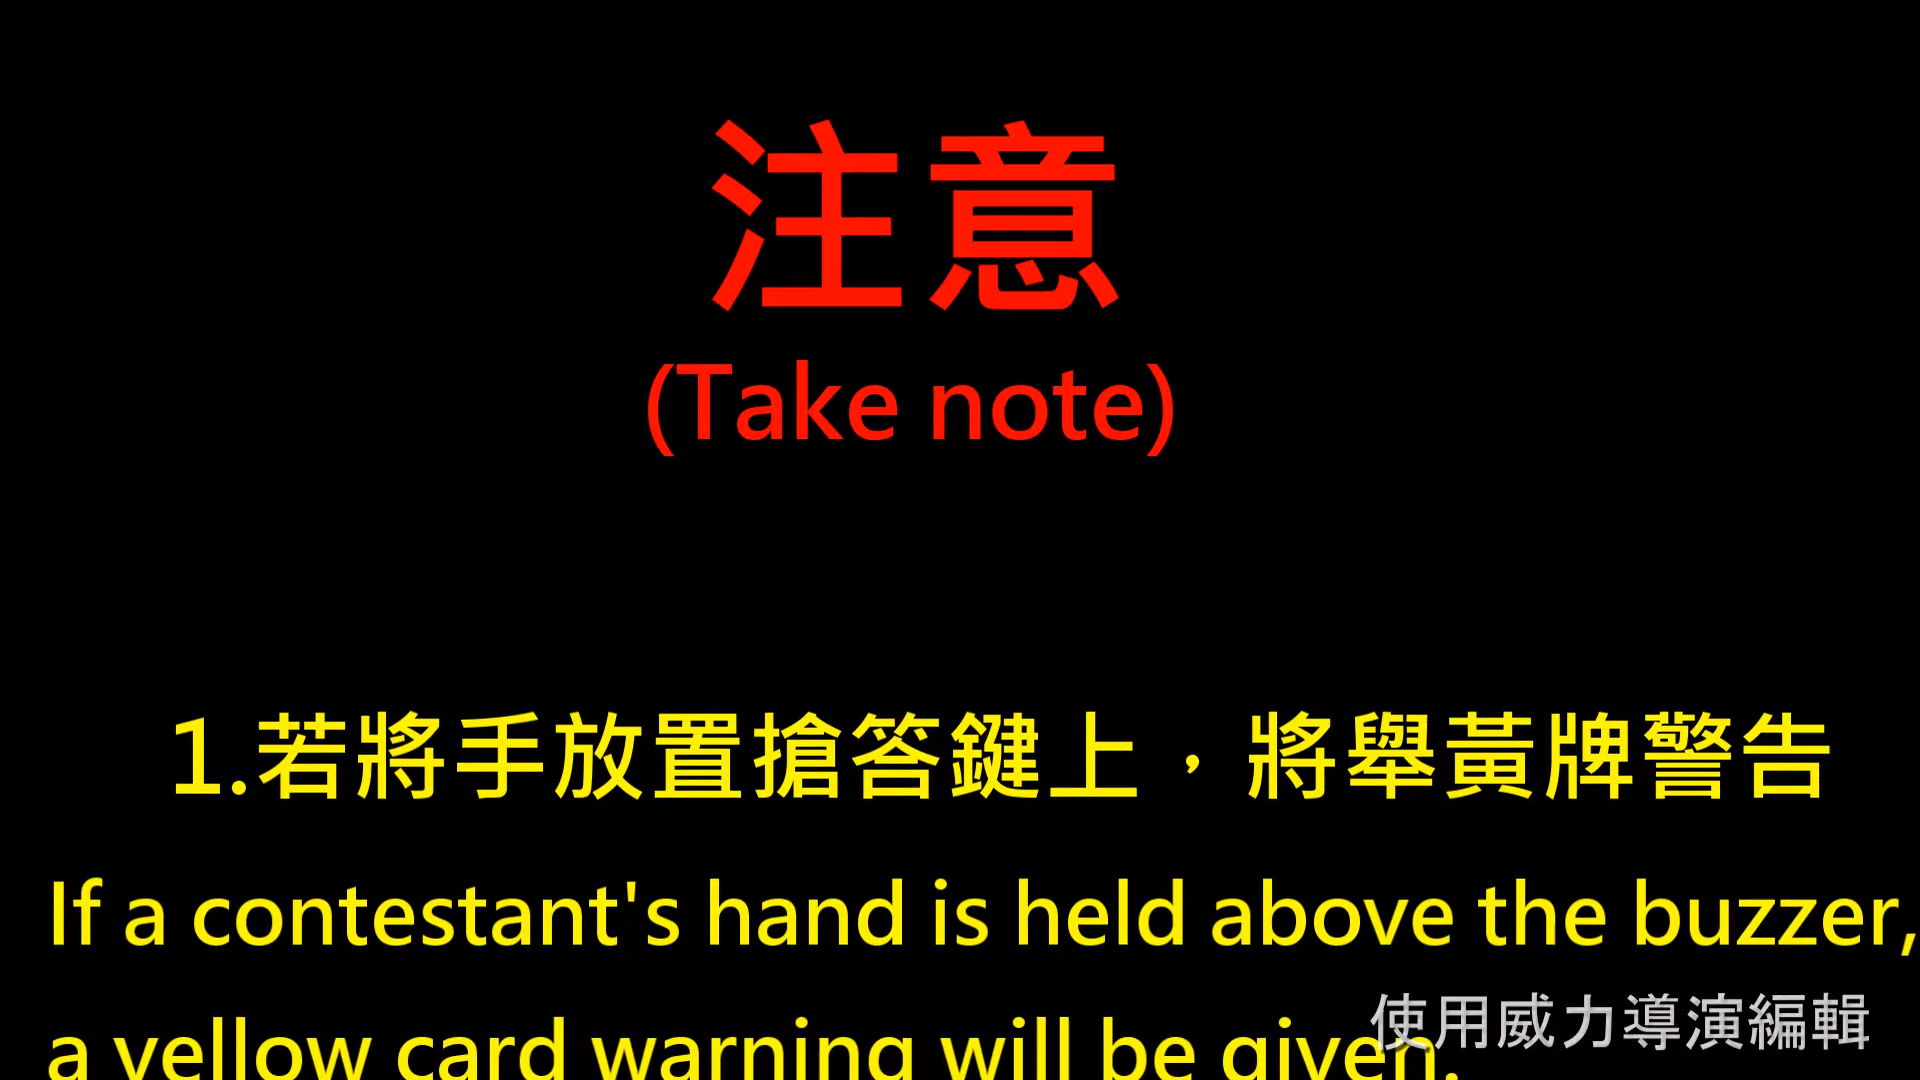 注意
(Take note)
1.若將手放置搶答鍵上，將舉黃牌警告
If a contestant's hand is held above the buzzer,
a yellow card warning will be given.
使用威力導演編輯